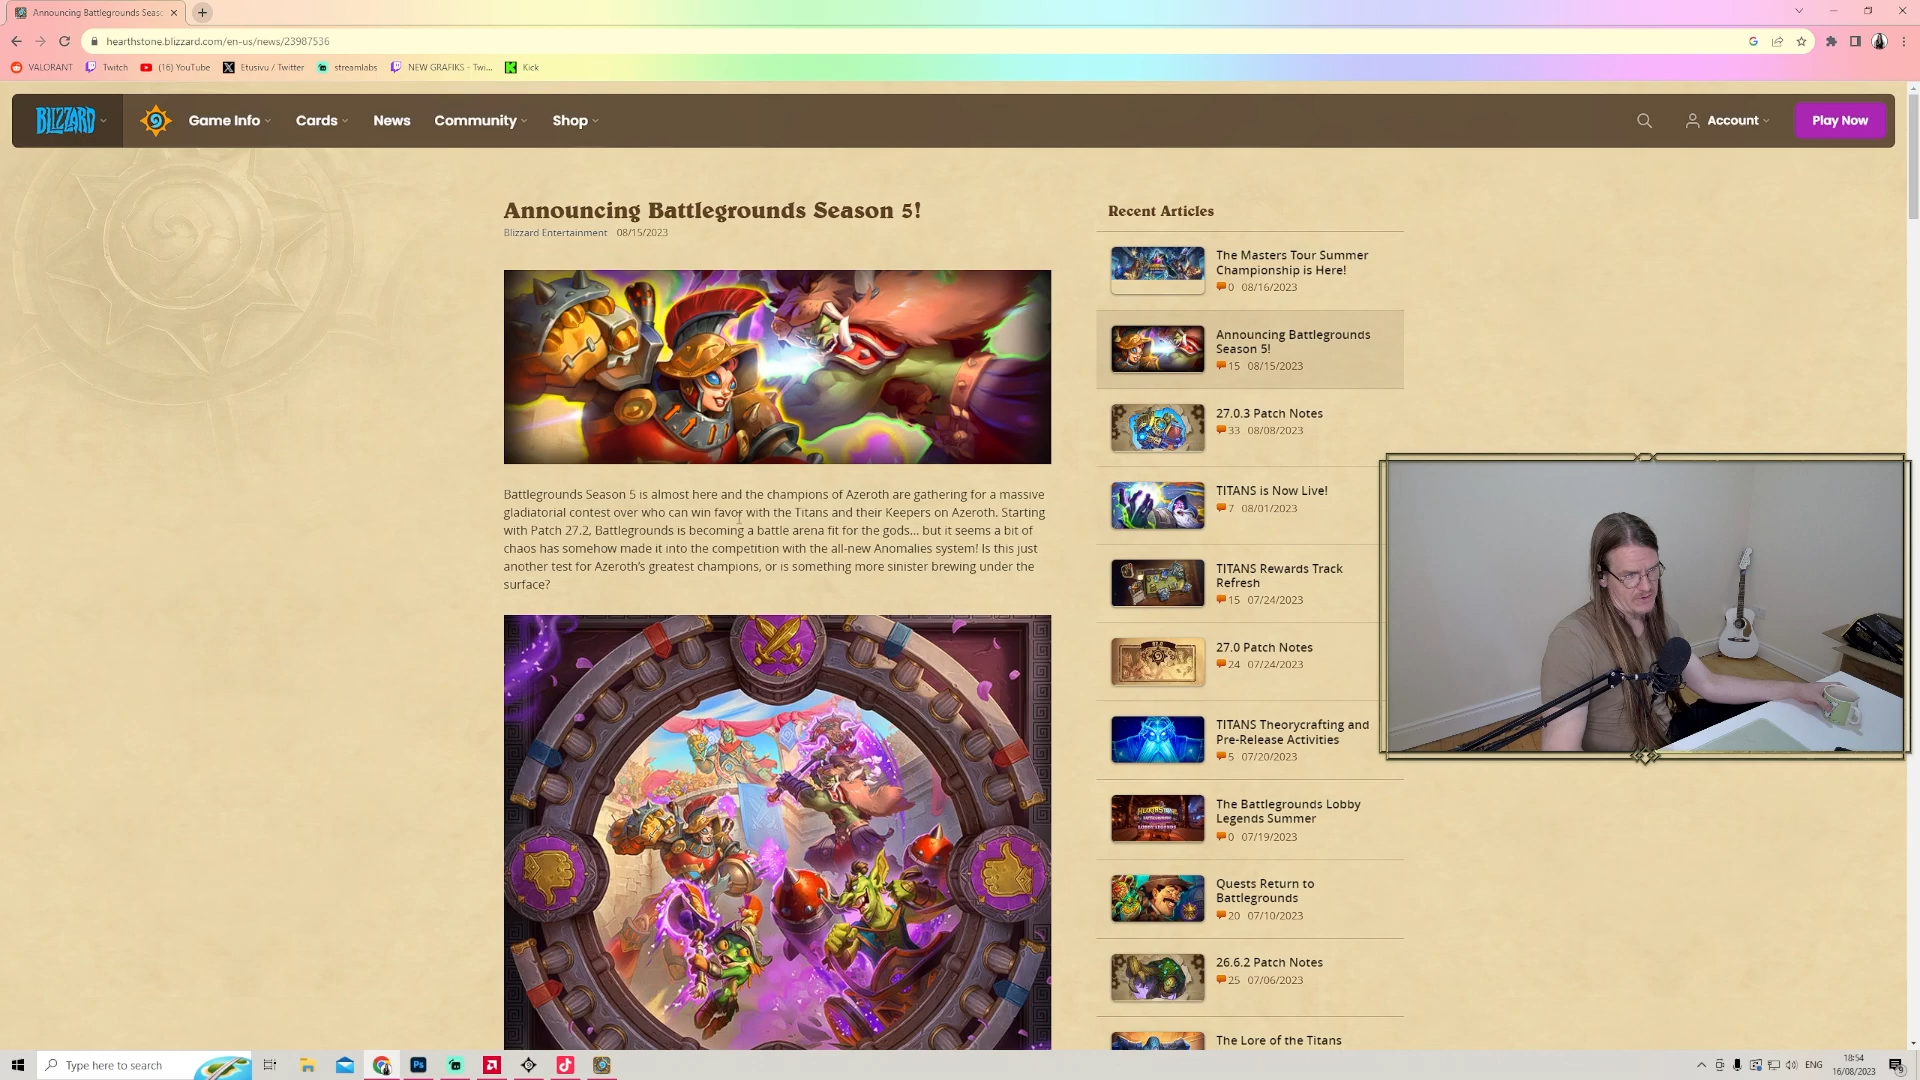 Announcing Battlegrounds Seaso
hearthstone.blizzard.com/en-us/news/23987536
VALORANT
Twitch
(16) YouTube
Etusivu / Twitter
streamlabs
NEW GRAFIKS - Twi...
Kick
BLIZZARD
Game Info
Cards
News
Community
Shop
Account
Play Now
Announcing Battlegrounds Season 5!
Blizzard Entertainment 08/15/2023
Battlegrounds Season 5 is almost here and the champions of Azeroth are gathering for a massive
gladiatorial contest over who can win favor with the Titans and their Keepers on Azeroth. Starting
with Patch 27.2, Battlegrounds is becoming a battle arena fit for the gods... but it seems a bit of
chaos has somehow made it into the competition with the all-new Anomalies system! Is this just
another test for Azeroth's greatest champions, or is something more sinister brewing under the
surface?
Recent Articles
The Masters Tour Summer
Championship is Here!
0 08/16/2023
Announcing Battlegrounds
Season 5!
15 08/15/2023
27.0.3 Patch Notes
33 08/08/2023
TITANS is Now Live!
7 08/01/2023
TITANS Rewards Track
Refresh
15 07/24/2023
27.0 Patch Notes
24 07/24/2023
TITANS Theorycrafting and
Pre-Release Activities
5 07/20/2023
The Battlegrounds Lobby
Legends Summer
0 07/19/2023
Quests Return to
Battlegrounds
20 07/10/2023
26.6.2 Patch Notes
25 07/06/2023
The Lore of the Titans
Type here to search
Ps
ENG
18:54
16/08/2023